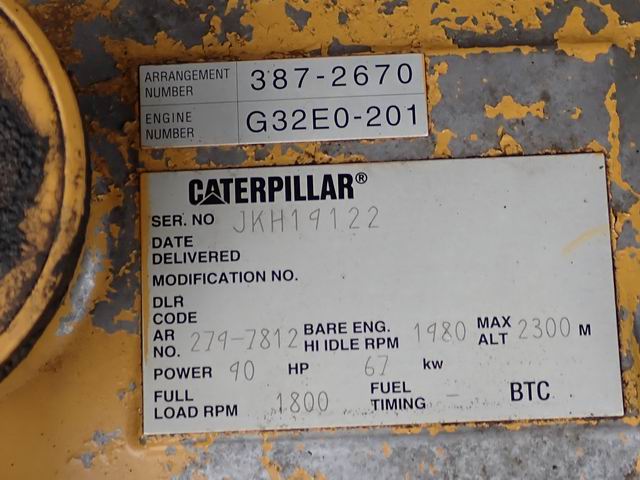 ARRANGEMENT NUMBER 387-2670
ENGINE NUMBER G32E0-201
CATERPILLAR®
SER. NO JKH19122
DATE DELIVERED
MODIFICATION NO.
DLR CODE
AR NO. 279-7812 BARE ENG. HI IDLE RPM 1980 MAX ALT 2300 M
POWER 90 HP 67 kw
FULL LOAD RPM 1800 FUEL TIMING - BTC